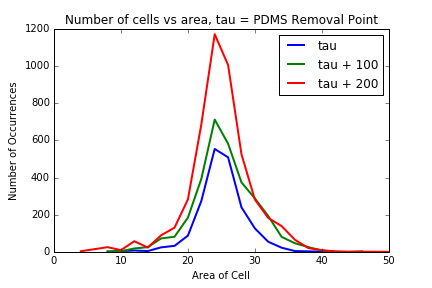 Number of cells vs area, tau = PDMS Removal Point
1200
1000
800
600
400
200
0
Number of Occurrences
tau
tau + 100
tau + 200
0
10
20
30
40
50
Area of Cell